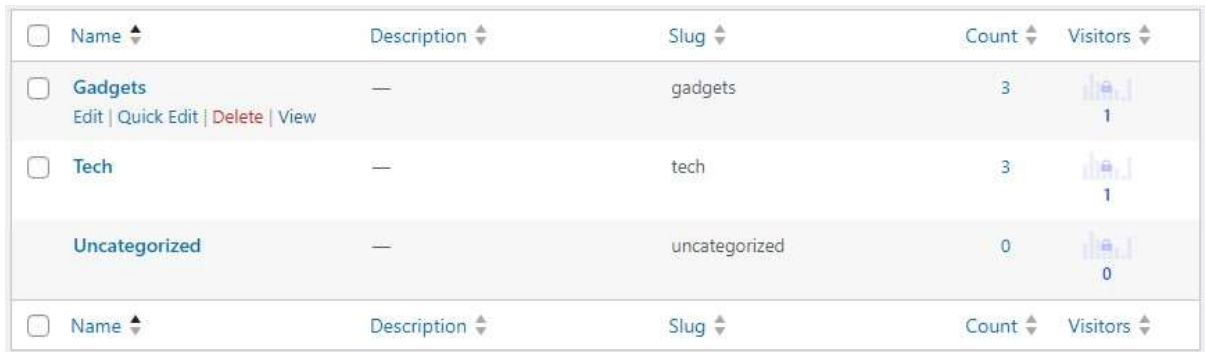 Name Description Slug Count Visitors
Gadgets — gadgets 3
Edit | Quick Edit | Delete | View 1
Tech — tech 3
1
Uncategorized — uncategorized 0
0
Name Description Slug Count Visitors